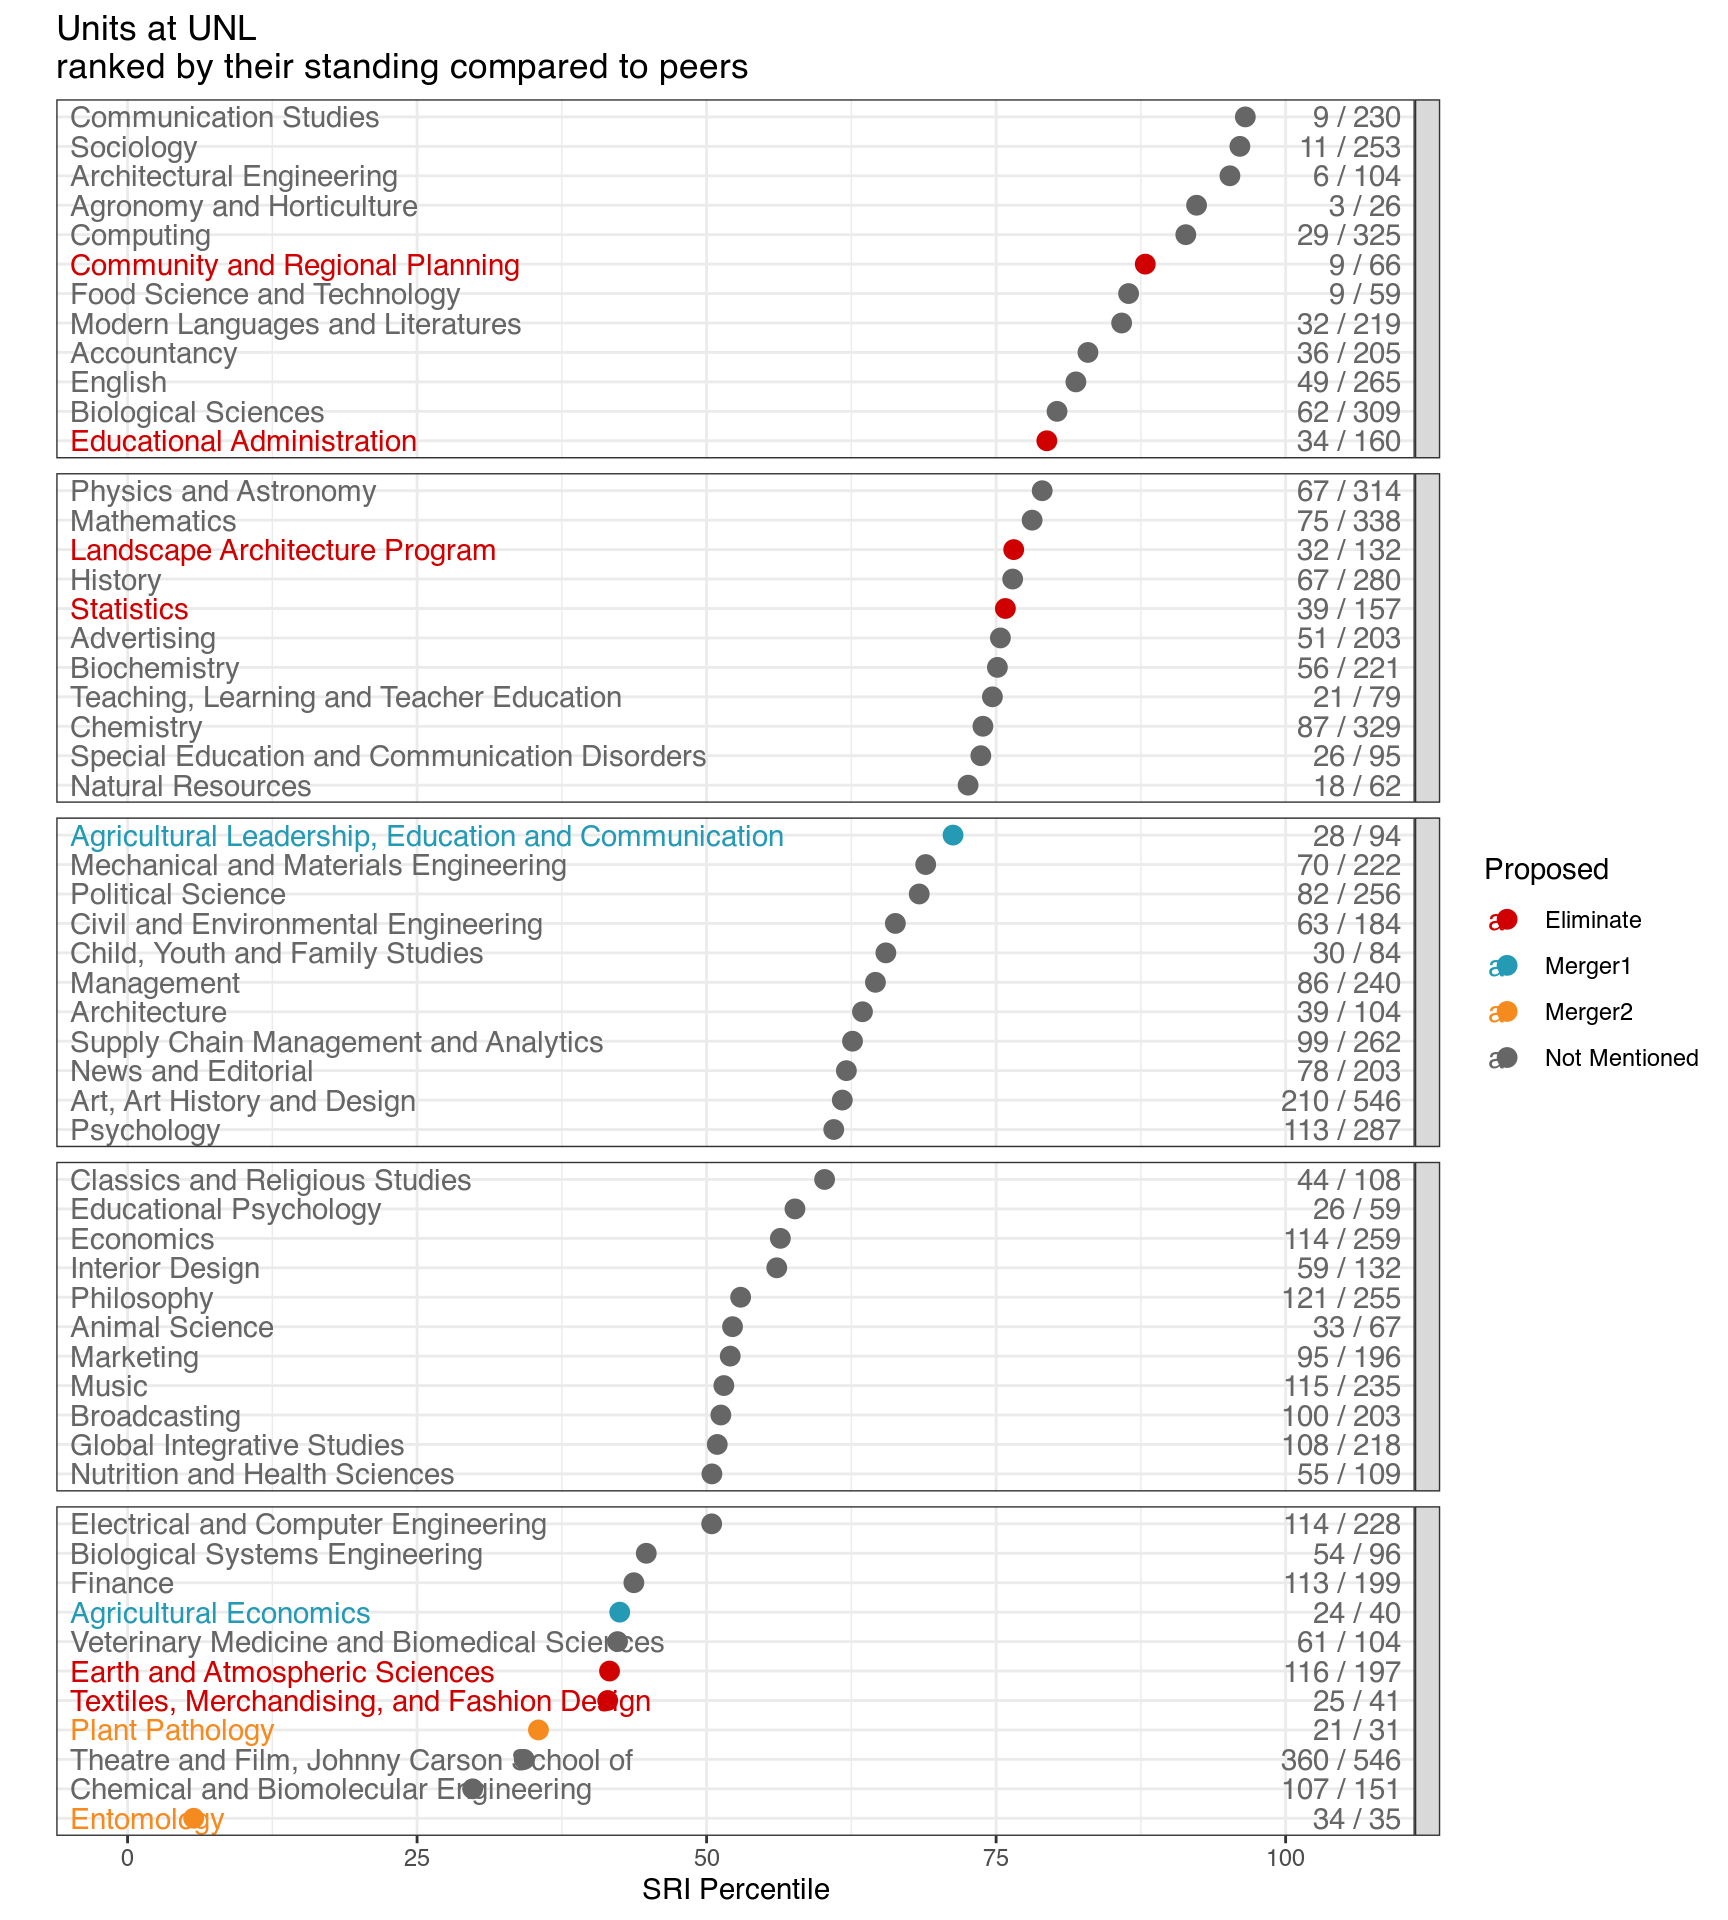 Units at UNL
ranked by their standing compared to peers
Communication Studies 9 / 230
Sociology 11 / 253
Architectural Engineering 6 / 104
Agronomy and Horticulture 3 / 26
Computing 29 / 325
Community and Regional Planning 9 / 66
Food Science and Technology 9 / 59
Modern Languages and Literatures 32 / 219
Accountancy 36 / 205
English 49 / 265
Biological Sciences 62 / 309
Educational Administration 34 / 160
Physics and Astronomy 67 / 314
Mathematics 75 / 338
Landscape Architecture Program 32 / 132
History 67 / 280
Statistics 39 / 157
Advertising 51 / 203
Biochemistry 56 / 221
Teaching, Learning and Teacher Education 21 / 79
Chemistry 87 / 329
Special Education and Communication Disorders 26 / 95
Natural Resources 18 / 62
Agricultural Leadership, Education and Communication 28 / 94
Mechanical and Materials Engineering 70 / 222
Political Science 82 / 256
Civil and Environmental Engineering 63 / 184
Child, Youth and Family Studies 30 / 84
Management 86 / 240
Architecture 39 / 104
Supply Chain Management and Analytics 99 / 262
News and Editorial 78 / 203
Art, Art History and Design 210 / 546
Psychology 113 / 287
Classics and Religious Studies 44 / 108
Educational Psychology 26 / 59
Economics 114 / 259
Interior Design 59 / 132
Philosophy 121 / 255
Animal Science 33 / 67
Marketing 95 / 196
Music 115 / 235
Broadcasting 100 / 203
Global Integrative Studies 108 / 218
Nutrition and Health Sciences 55 / 109
Electrical and Computer Engineering 114 / 228
Biological Systems Engineering 54 / 96
Finance 113 / 199
Agricultural Economics 24 / 40
Veterinary Medicine and Biomedical Sciences 61 / 104
Earth and Atmospheric Sciences 116 / 197
Textiles, Merchandising, and Fashion Design 25 / 41
Plant Pathology 21 / 31
Theatre and Film, Johnny Carson School of 360 / 546
Chemical and Biomolecular Engineering 107 / 151
Entomology 34 / 35
0 25 50 75 100
SRI Percentile
Proposed
a Eliminate
a Merger1
a Merger2
a Not Mentioned